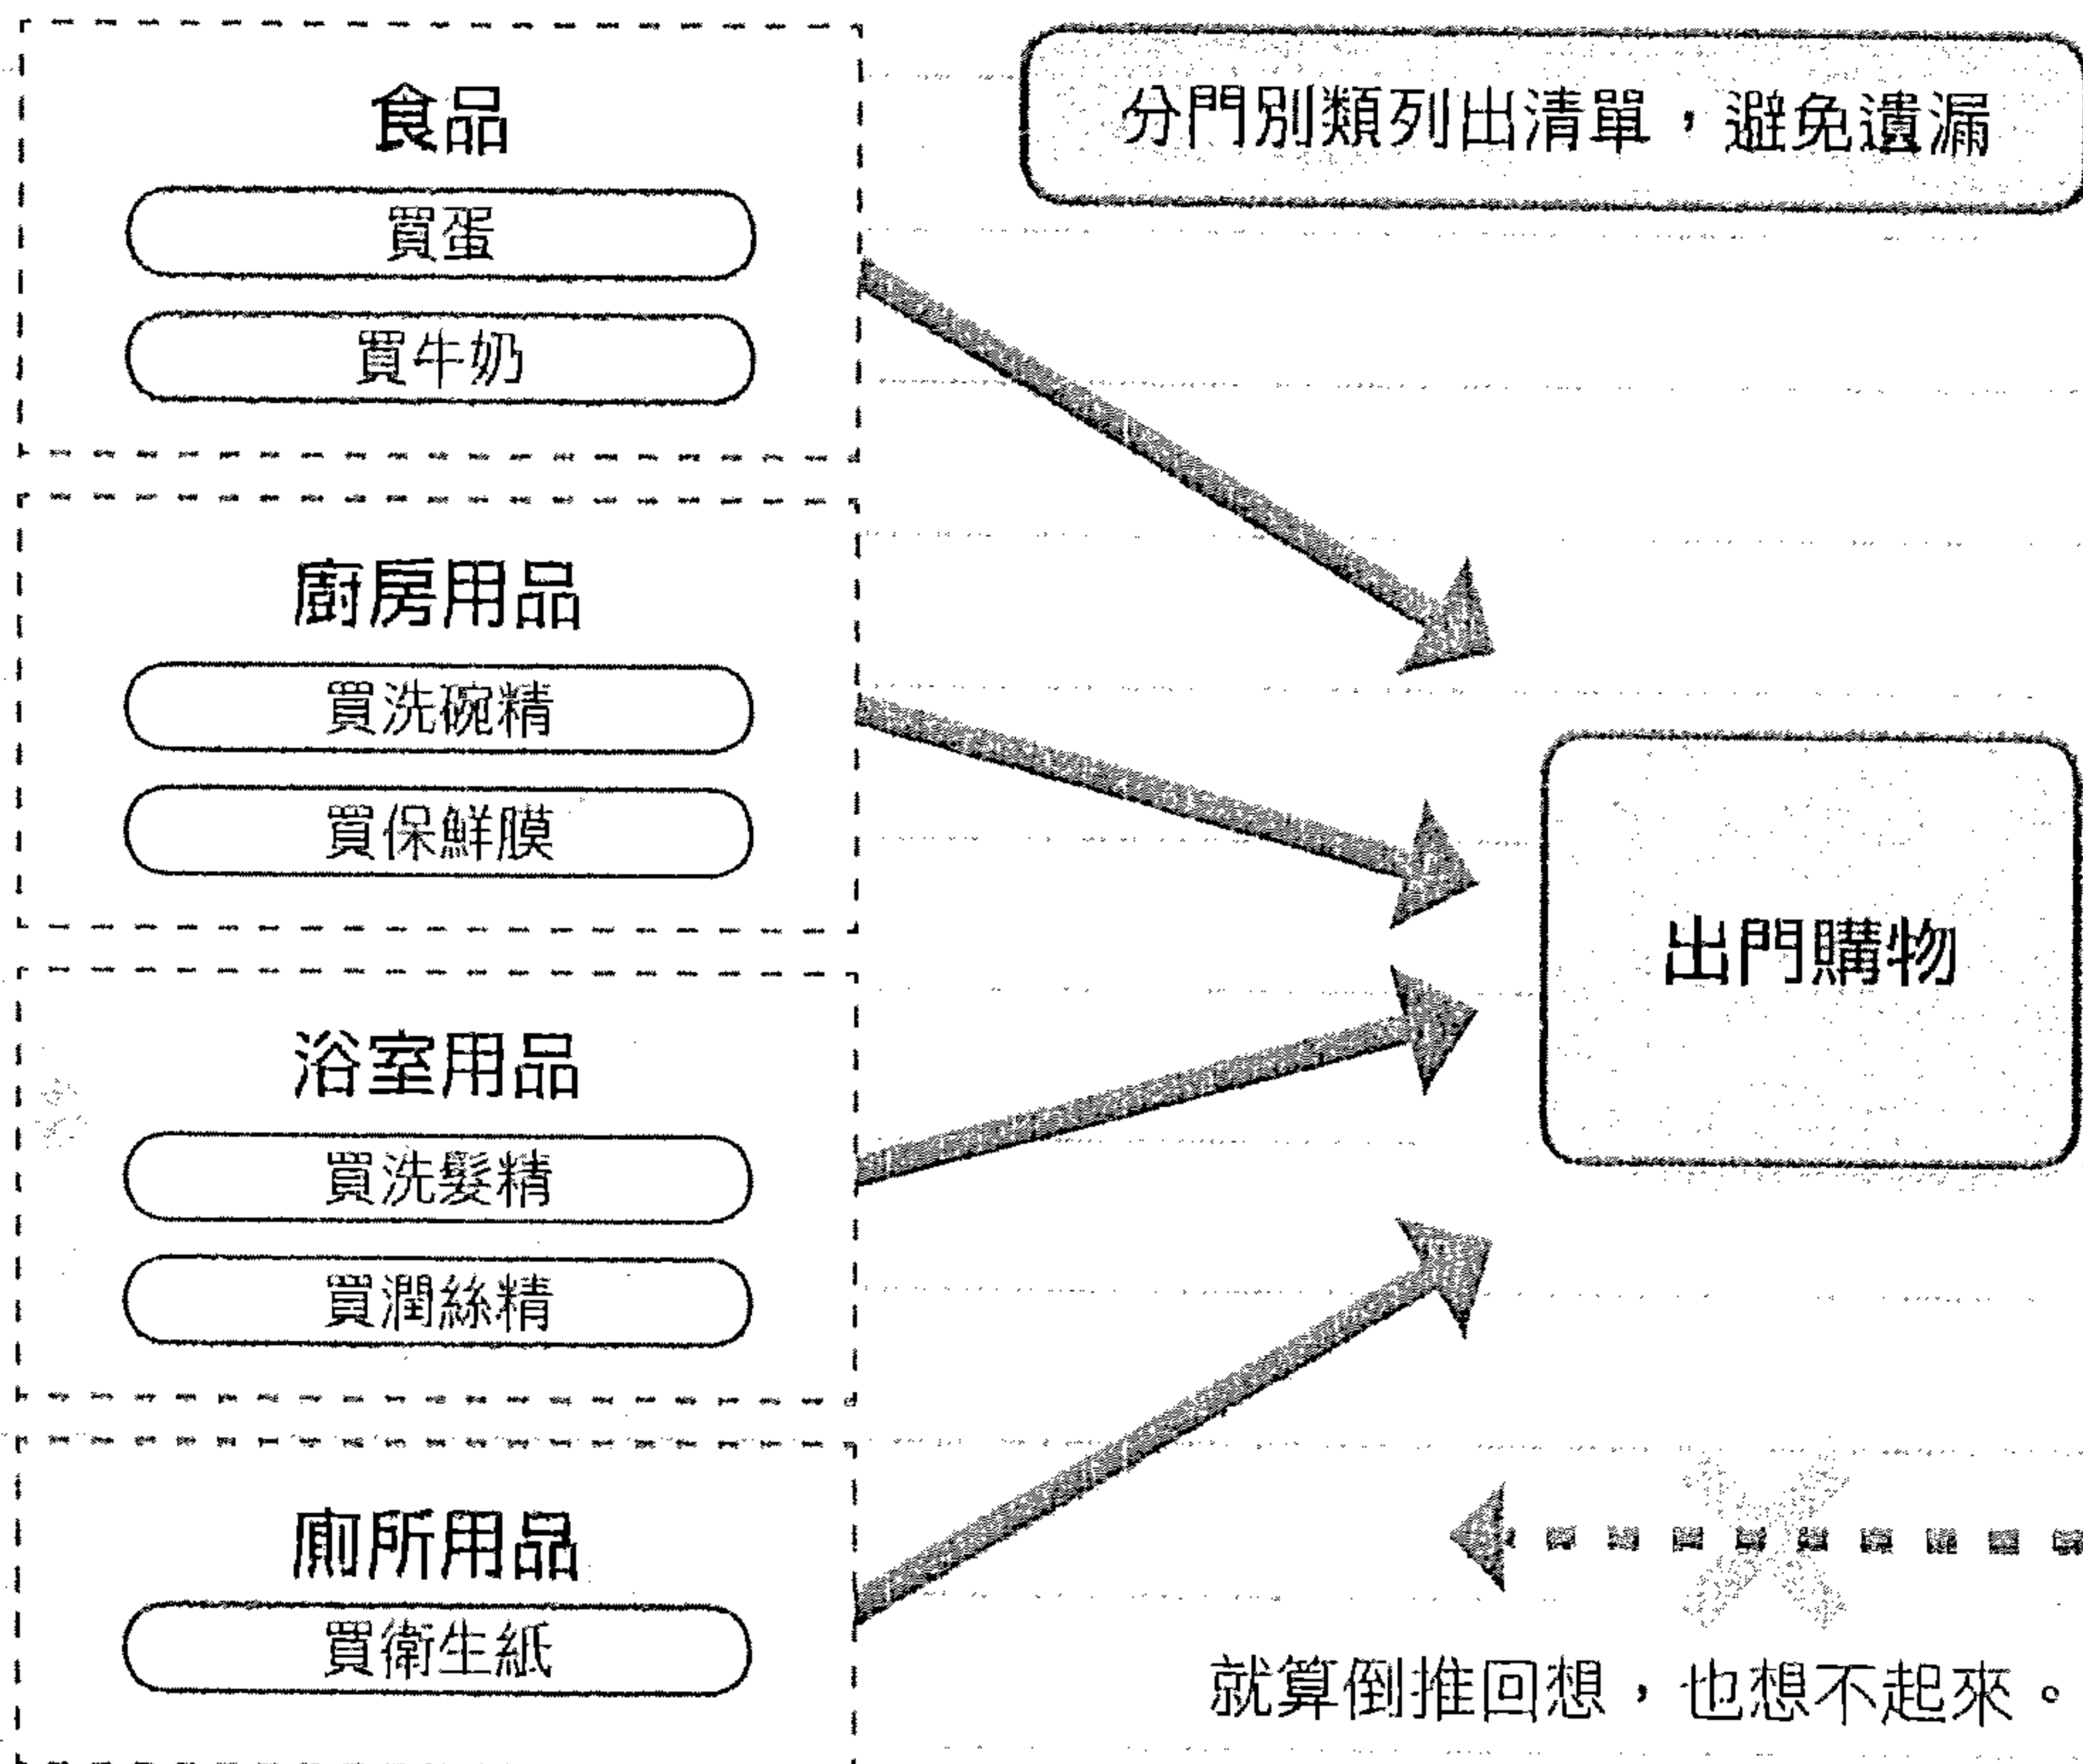 食品
買蛋
買牛奶
廚房用品
買洗碗精
買保鮮膜
浴室用品
買洗髮精
買潤絲精
廁所用品
買衛生紙
分門別類列出清單，避免遺漏
出門購物
就算倒推回想，也想不起來。